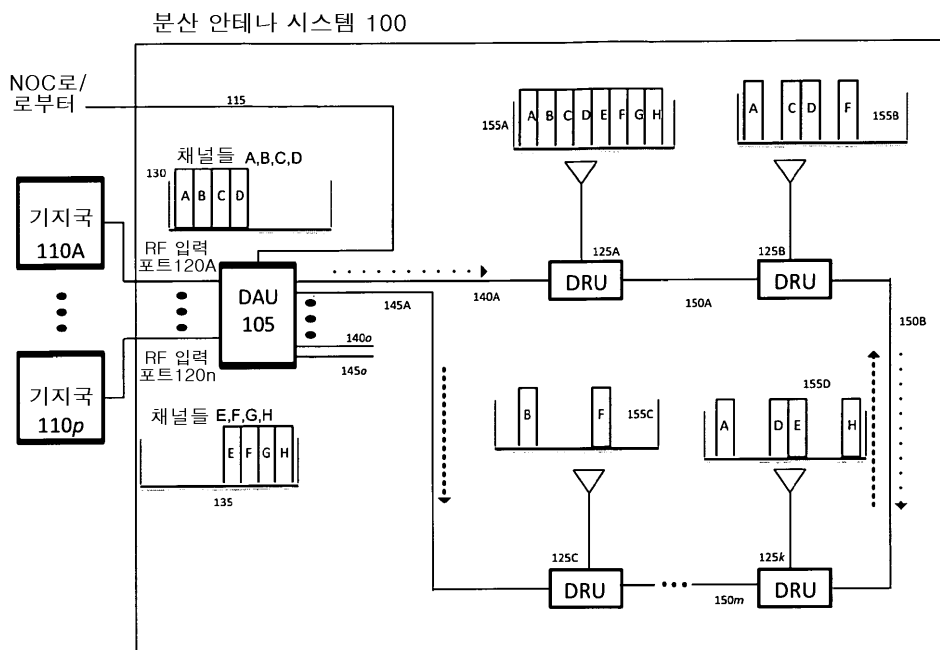 분산 안테나 시스템 100
NOC로/
로부터
115
채널들 A,B,C,D
130
A B C D
기지국
110A
RF 입력
포트120A
DAU
105
기지국
110p
RF 입력
포트120n
채널들 E,F,G,H
E F G H
135
140A
145A
140o
145o
155A
A B C D E F G H
125A
DRU
150A
A C D F
155B
125B
DRU
150B
B F
155C
125C
DRU
155D
A D E H
125k
DRU
150m